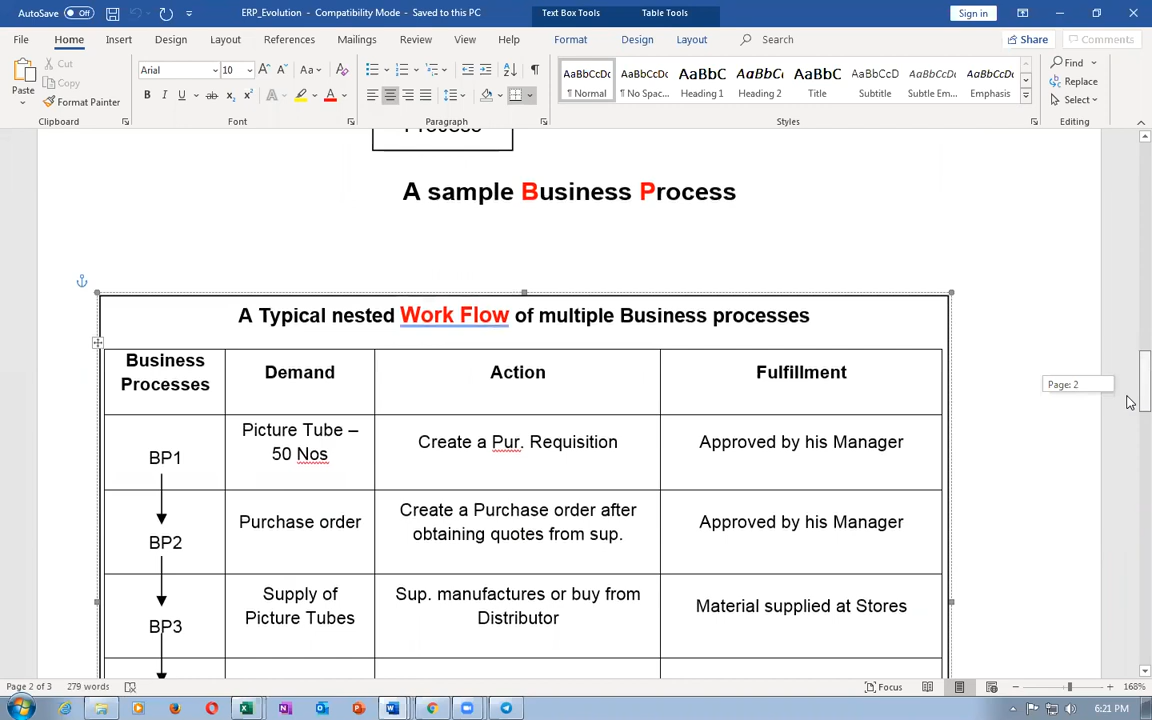 AutoSave Off ERP_Evolution - Compatibility Mode - Saved to this PC Text Box Tools Table Tools Sign in
File Home Insert Design Layout References Mailings Review View Help Format Design Layout Search Share Comments
Paste Cut Copy Format Painter
Arial 10 Aa
AaBbCcDc AaBbCcDc AaBbC AaBbCc AaBbC AaBbCcD AaBbCcDc AaBbCcDc
¶ Normal ¶ No Spac... Heading 1 Heading 2 Title Subtitle Subtle Em... Emphasis
Find Replace Select
Clipboard Font Paragraph Styles Editing
Process
A sample Business Process
A Typical nested Work Flow of multiple Business processes
Business Processes Demand Action Fulfillment
BP1
Picture Tube –
50 Nos
Create a Pur. Requisition
Approved by his Manager
BP2
Purchase order
Create a Purchase order after
obtaining quotes from sup.
Approved by his Manager
BP3
Supply of
Picture Tubes
Sup. manufactures or buy from
Distributor
Material supplied at Stores
Page: 2
Page 2 of 3 279 words Focus 168%
6:21 PM